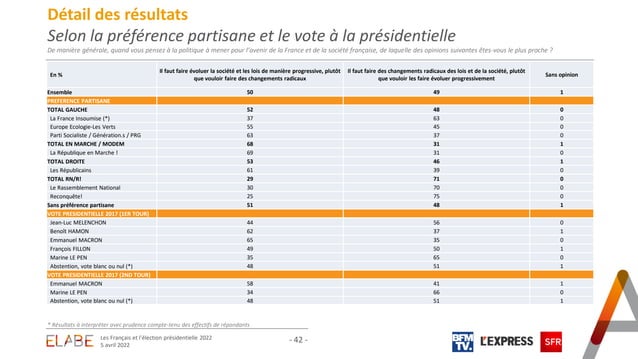 Détail des résultats
Selon la préférence partisane et le vote à la présidentielle
De manière générale, quand vous pensez à la politique à mener pour l'avenir de la France et de la société française, de laquelle des opinions suivantes êtes-vous le plus proche ?
En % Il faut faire évoluer la société et les lois de manière progressive, plutôt que vouloir faire des changements radicaux Il faut faire des changements radicaux des lois et de la société, plutôt que vouloir les faire évoluer progressivement Sans opinion
Ensemble 50 49 1
PREFERENCE PARTISANE
TOTAL GAUCHE 52 48 0
La France Insoumise (*) 37 63 0
Europe Ecologie-Les Verts 55 45 0
Parti Socialiste / Génération.s / PRG 63 37 0
TOTAL EN MARCHE / MODEM 68 31 1
La République en Marche ! 69 31 0
TOTAL DROITE 53 46 1
Les Républicains 61 39 0
TOTAL RN/R! 29 71 0
Le Rassemblement National 30 70 0
Reconquête! 25 75 0
Sans préférence partisane 51 48 1
VOTE PRESIDENTIELLE 2017 (1ER TOUR)
Jean-Luc MELENCHON 44 56 0
Benoît HAMON 62 37 1
Emmanuel MACRON 65 35 0
François FILLON 49 50 1
Marine LE PEN 35 65 0
Abstention, vote blanc ou nul (*) 48 51 1
VOTE PRESIDENTIELLE 2017 (2ND TOUR)
Emmanuel MACRON 58 41 1
Marine LE PEN 34 66 0
Abstention, vote blanc ou nul (*) 48 51 1
* Résultats à interpréter avec prudence compte-tenu des effectifs de répondants
ELABE
Les Français et l'élection présidentielle 2022
5 avril 2022
- 42 -
BFM TV.
L'EXPRESS
SFR